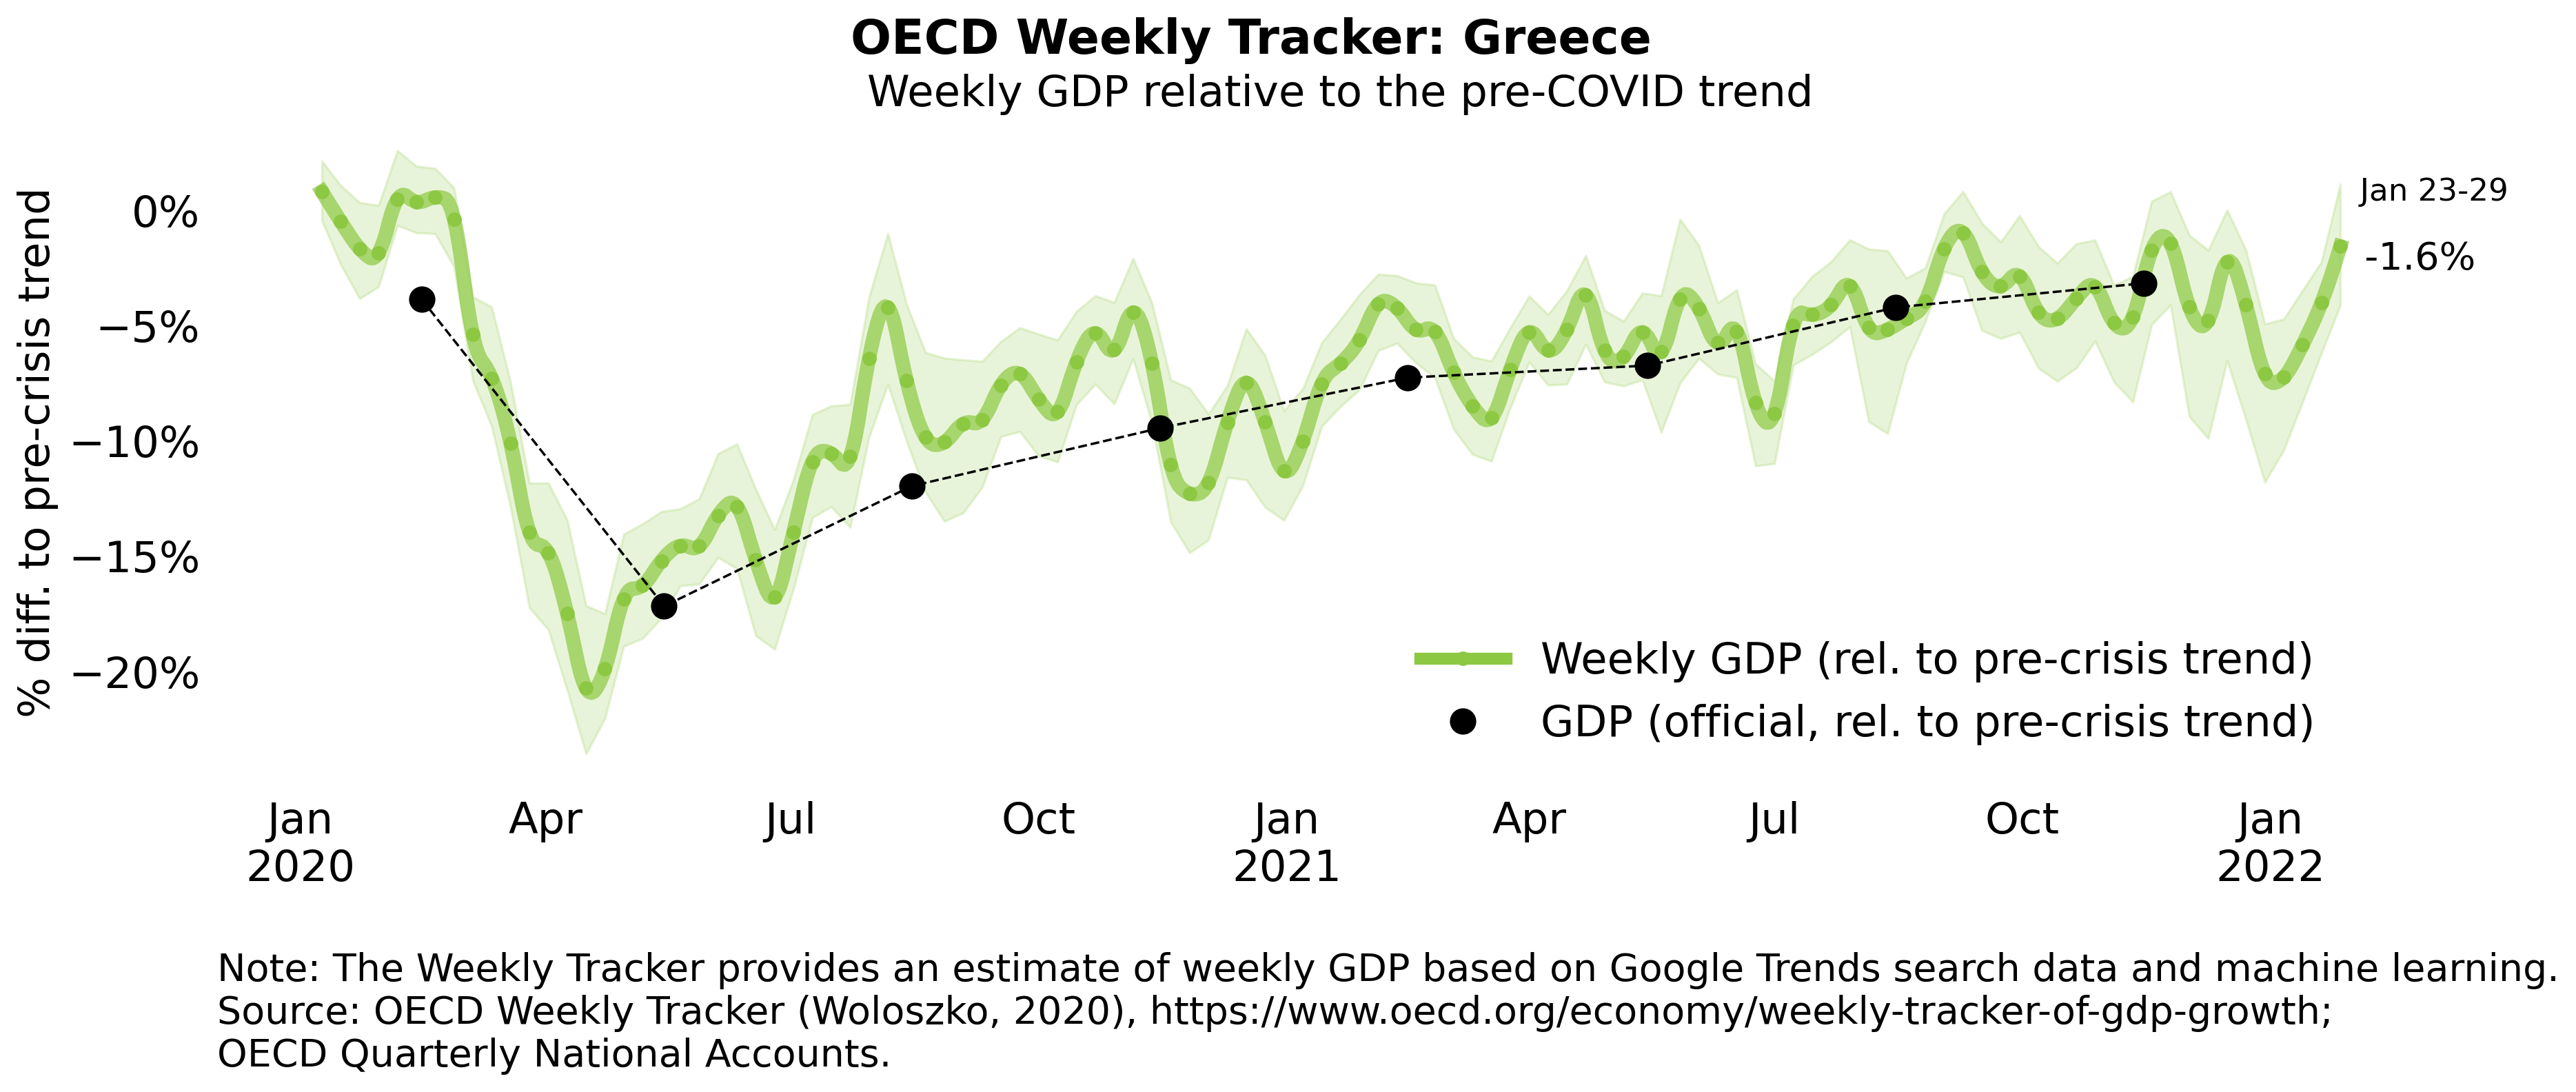 OECD Weekly Tracker: Greece
Weekly GDP relative to the pre-COVID trend
% diff. to pre-crisis trend
0%
−5%
−10%
−15%
−20%
Jan 23-29
-1.6%
Weekly GDP (rel. to pre-crisis trend)
GDP (official, rel. to pre-crisis trend)
Jan Apr Jul Oct Jan Apr Jul Oct Jan
2020 2021 2022
Note: The Weekly Tracker provides an estimate of weekly GDP based on Google Trends search data and machine learning.
Source: OECD Weekly Tracker (Woloszko, 2020), https://www.oecd.org/economy/weekly-tracker-of-gdp-growth;
OECD Quarterly National Accounts.